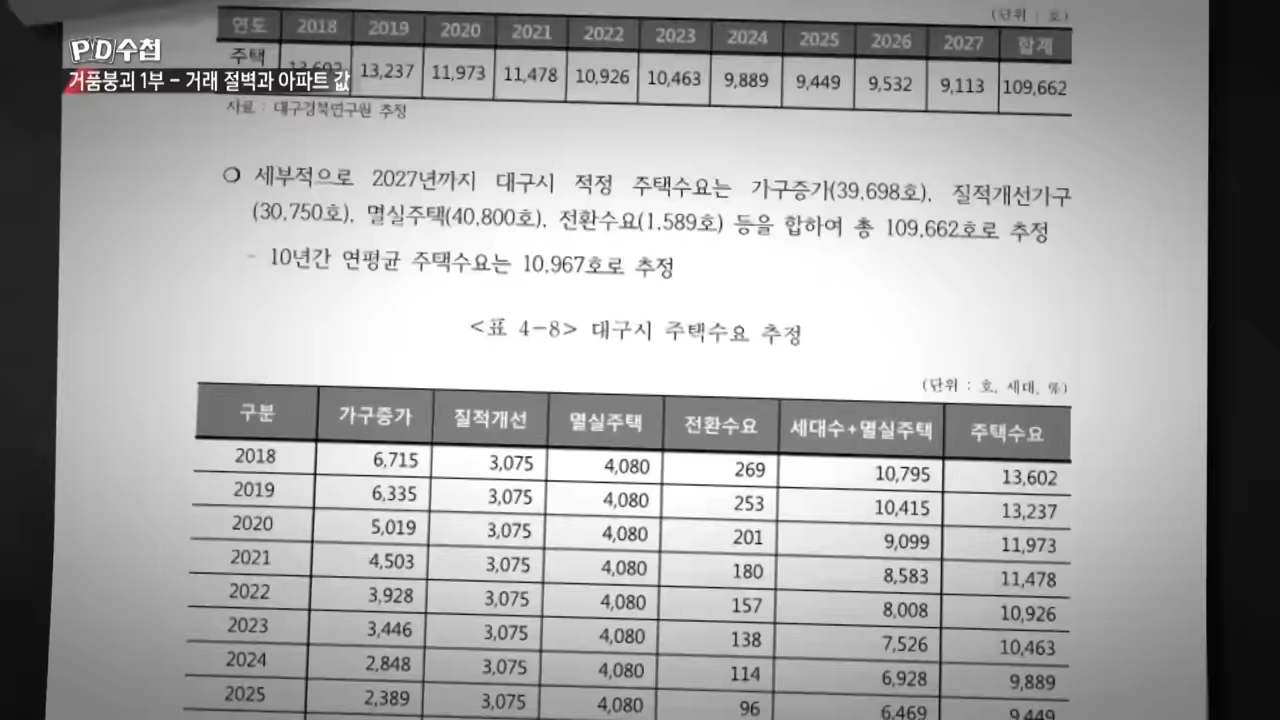 PD수첩
거품붕괴 1부 – 거래 절벽과 아파트 값
(단위 : 호)
연도 2018 2019 2020 2021 2022 2023 2024 2025 2026 2027 합계
주택 13,602 13,237 11,973 11,478 10,926 10,463 9,889 9,449 9,532 9,113 109,662
자료 : 대구경북연구원 추정
❍ 세부적으로 2027년까지 대구시 적정 주택수요는 가구증가(39,698호), 질적개선가구
(30,750호), 멸실주택(40,800호), 전환수요(1,589호) 등을 합하여 총 109,662호로 추정
- 10년간 연평균 주택수요는 10,967호로 추정
<표 4-8> 대구시 주택수요 추정
(단위 : 호, 세대, %)
구분 가구증가 질적개선 멸실주택 전환수요 세대수+멸실주택 주택수요
2018 6,715 3,075 4,080 269 10,795 13,602
2019 6,335 3,075 4,080 253 10,415 13,237
2020 5,019 3,075 4,080 201 9,099 11,973
2021 4,503 3,075 4,080 180 8,583 11,478
2022 3,928 3,075 4,080 157 8,008 10,926
2023 3,446 3,075 4,080 138 7,526 10,463
2024 2,848 3,075 4,080 114 6,928 9,889
2025 2,389 3,075 4,080 96 6,469 9,449